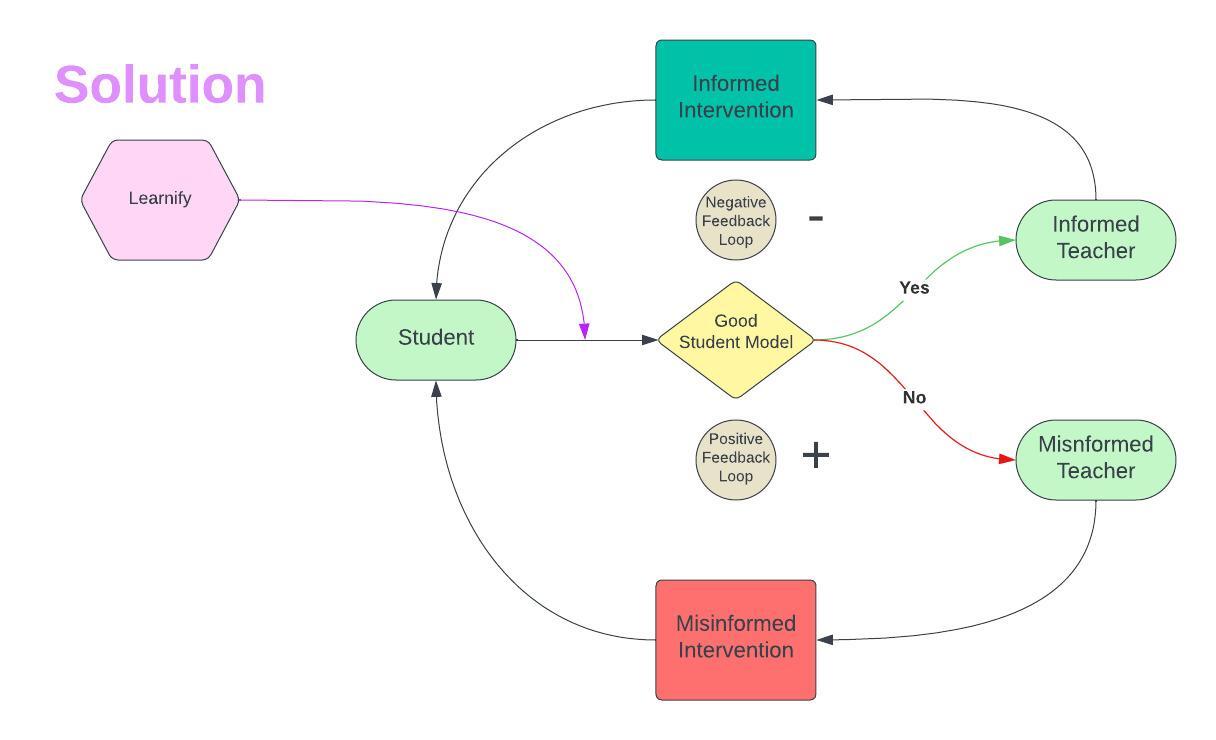 Solution
Learnify
Informed
Intervention
Negative
Feedback
Loop
-
Informed
Teacher
Yes
Student
Good
Student Model
No
Positive
Feedback
Loop
+
Misnformed
Teacher
Misinformed
Intervention